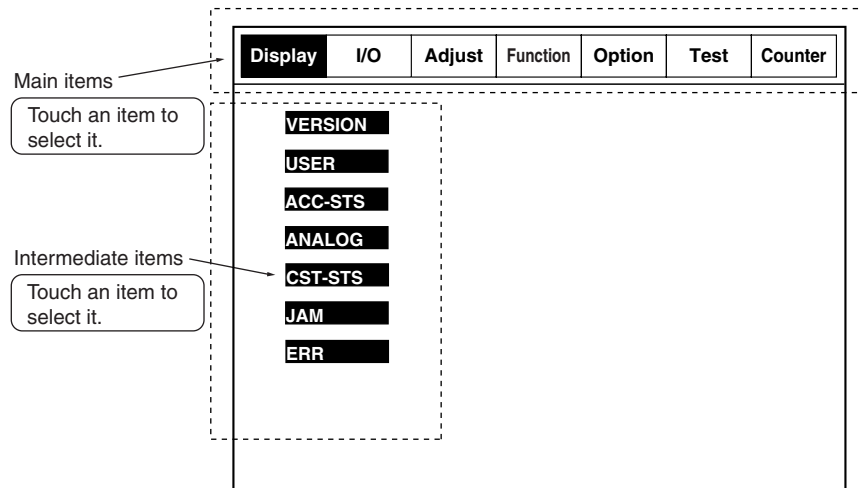 Display I/O Adjust Function Option Test Counter
Main items
Touch an item to
select it.
VERSION
USER
ACC-STS
ANALOG
Intermediate items
CST-STS
Touch an item to
select it.
JAM
ERR